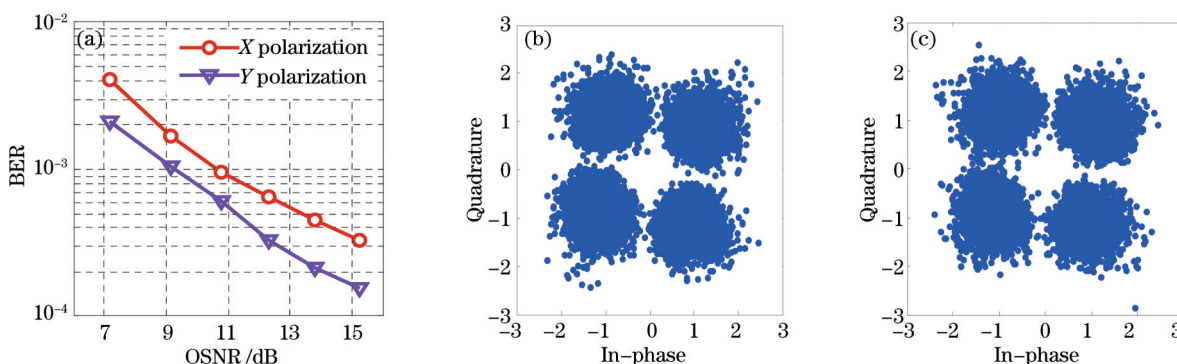 (a)
X polarization
Y polarization
10⁻²
10⁻³
10⁻⁴
BER
7 9 11 13 15
OSNR /dB
(b)
3
2
1
0
−1
−2
−3
Quadrature
−3 −2 −1 0 1 2 3
In−phase
(c)
3
2
1
0
−1
−2
−3
Quadrature
−3 −2 −1 0 1 2 3
In−phase